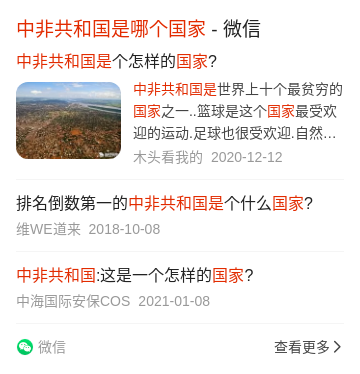 中非共和国是哪个国家 - 微信
中非共和国是个怎样的国家?
中非共和国是世界上十个最贫穷的
国家之一..篮球是这个国家最受欢
迎的运动.足球也很受欢迎.自然…
木头看我的 2020-12-12
排名倒数第一的中非共和国是个什么国家?
维WE道来 2018-10-08
中非共和国:这是一个怎样的国家?
中海国际安保COS 2021-01-08
微信
查看更多